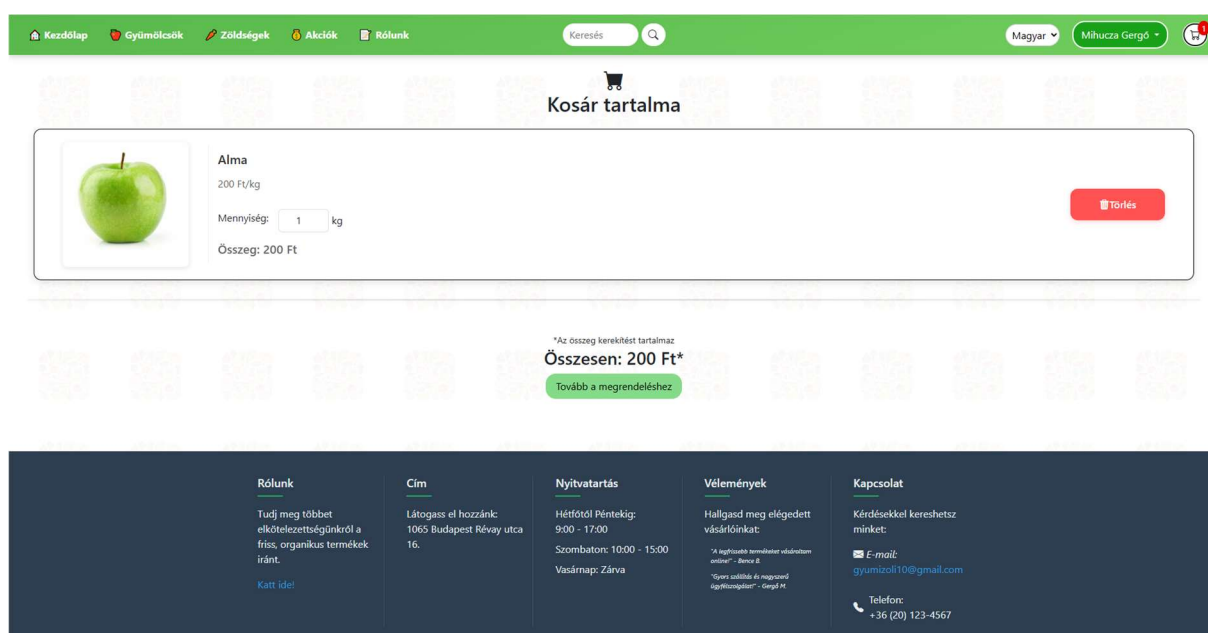 Kezdőlap Gyümölcsök Zöldségek Akciók Rólunk Keresés Magyar Mihucza Gergő 1
Kosár tartalma
Alma
200 Ft/kg
Mennyiség: 1 kg
Összeg: 200 Ft
Törlés
*Az összeg kerekítést tartalmaz
Összesen: 200 Ft*
Tovább a megrendeléshez
Rólunk
Tudj meg többet
elkötelezettségünkről a
friss, organikus termékek
iránt.
Katt ide!
Cím
Látogass el hozzánk:
1065 Budapest Révay utca
16.
Nyitvatartás
Hétfőtől Péntekig:
9:00 - 17:00
Szombaton: 10:00 - 15:00
Vasárnap: Zárva
Vélemények
Hallgasd meg elégedett
vásárlóinkat:
"A legfrissebb termékeket vásároltam
online!" - Bence B.
"Gyors szállítás és nagyszerű
ügyfélszolgálat!" - Gergő M.
Kapcsolat
Kérdésekkel kereshetsz
minket:
E-mail:
gyumizoli10@gmail.com
Telefon:
+36 (20) 123-4567